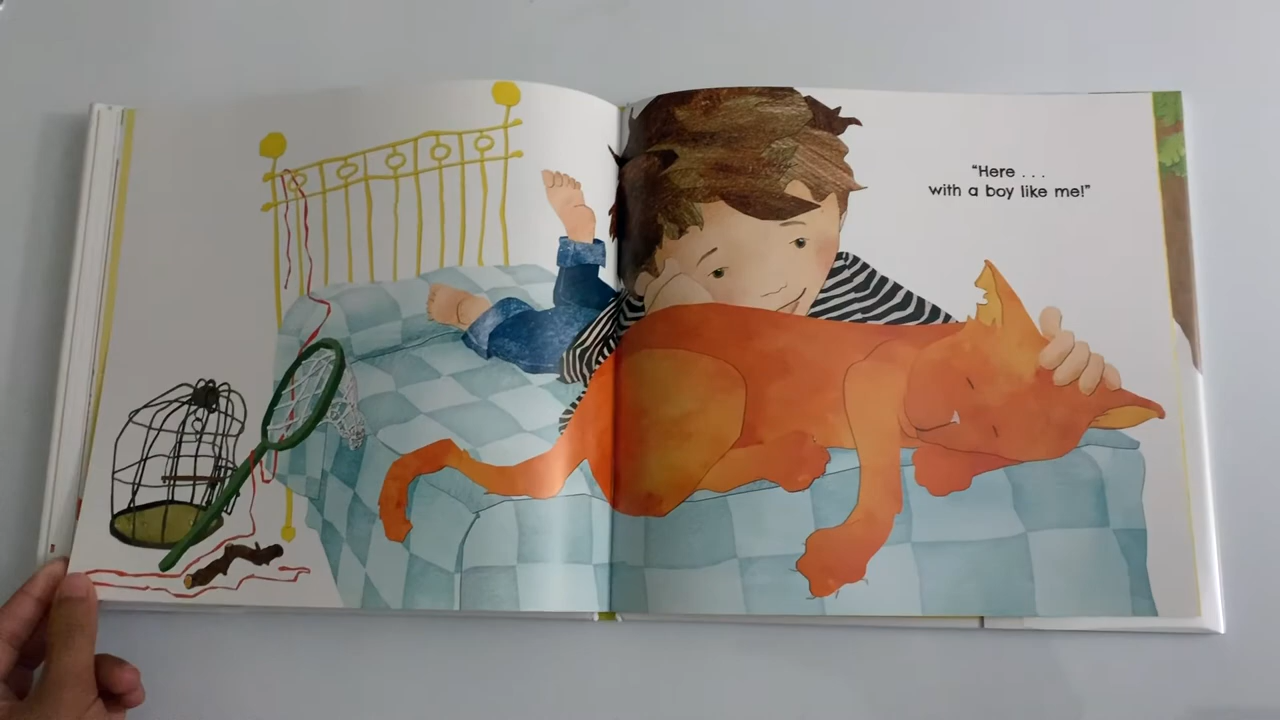 “Here . . .
with a boy like me!”